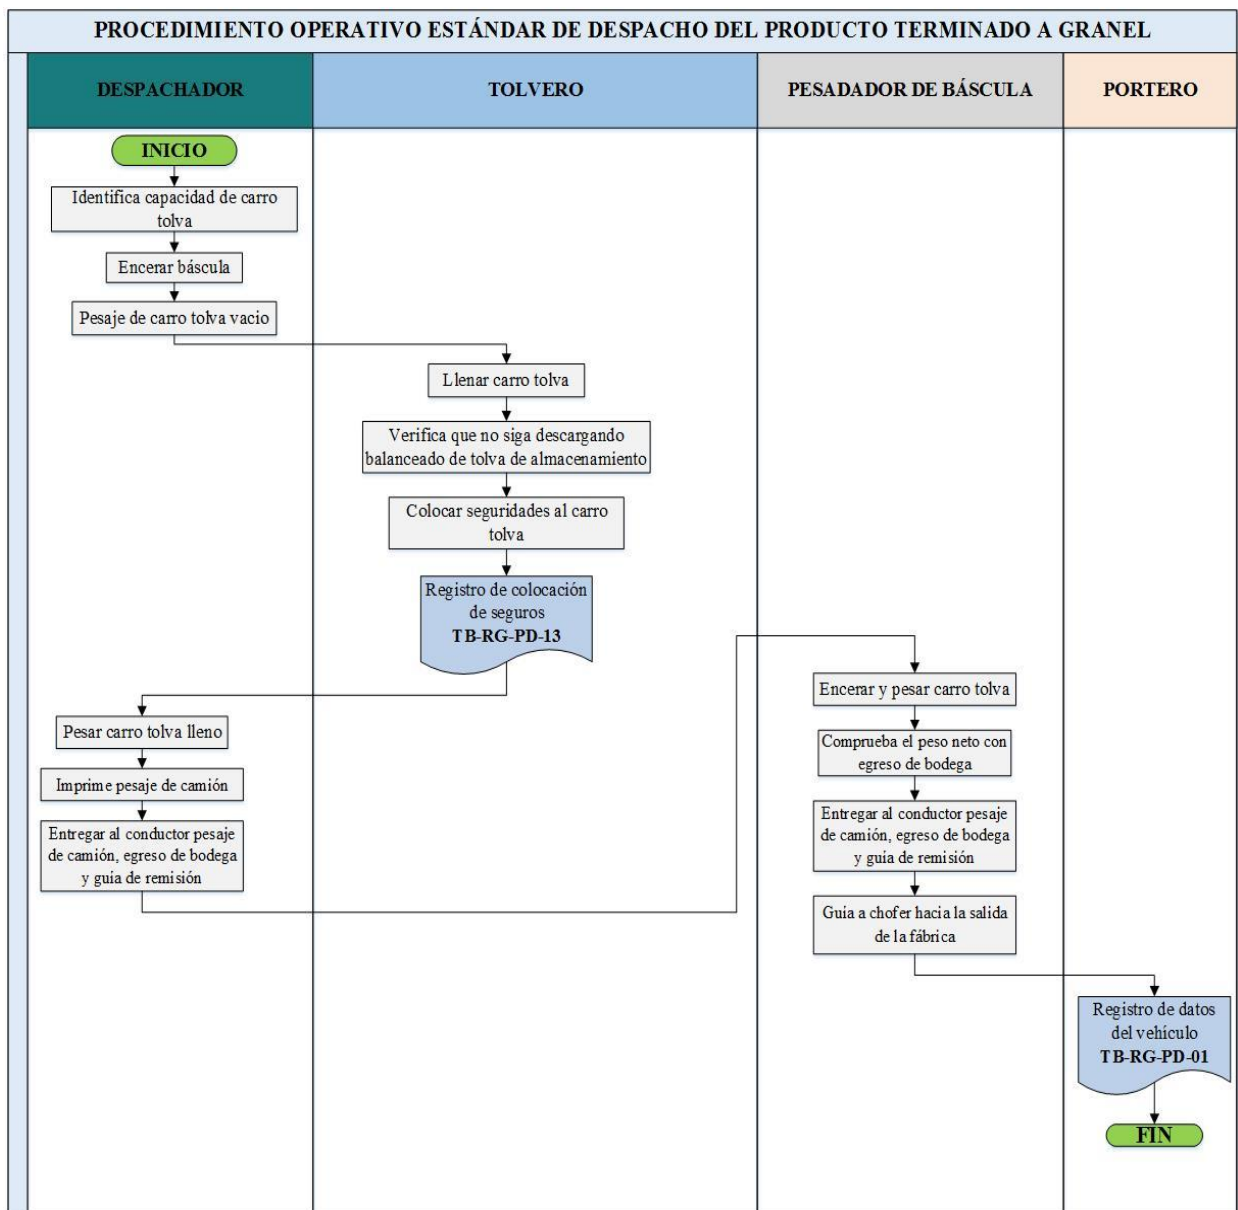 PROCEDIMIENTO OPERATIVO ESTÁNDAR DE DESPACHO DEL PRODUCTO TERMINADO A GRANEL
DESPACHADOR
TOLVERO
PESADADOR DE BÁSCULA
PORTERO
INICIO
Identifica capacidad de carro
tolva
Encerar báscula
Pesaje de carro tolva vacio
Llenar carro tolva
Verifica que no siga descargando
balanceado de tolva de almacenamiento
Colocar seguridades al carro
tolva
Registro de colocación
de seguros
TB-RG-PD-13
Pesar carro tolva lleno
Imprime pesaje de camión
Entregar al conductor pesaje
de camión, egreso de bodega
y guía de remisión
Encerar y pesar carro tolva
Comprueba el peso neto con
egreso de bodega
Entregar al conductor pesaje
de camión, egreso de bodega
y guía de remisión
Guía a chofer hacia la salida
de la fábrica
Registro de datos
del vehículo
TB-RG-PD-01
FIN